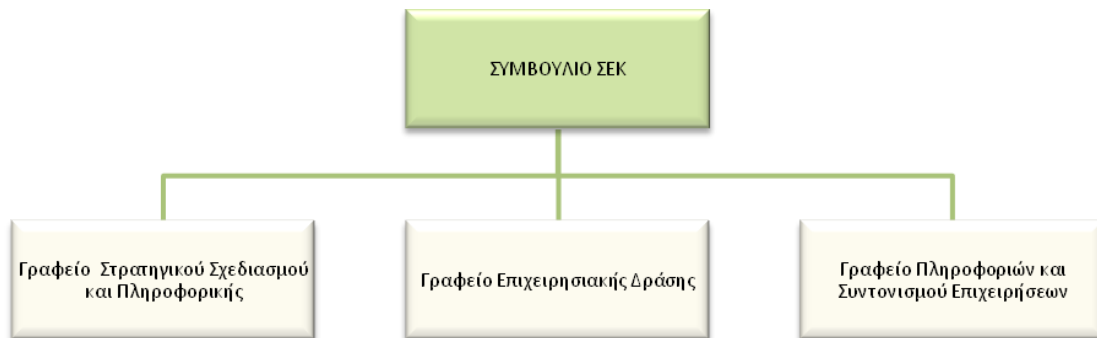 ΣΥΜΒΟΥΛΙΟ ΣΕΚ
Γραφείο Στρατηγικού Σχεδιασμού
και Πληροφορικής
Γραφείο Επιχειρησιακής Δράσης
Γραφείο Πληροφοριών και
Συντονισμού Επιχειρήσεων